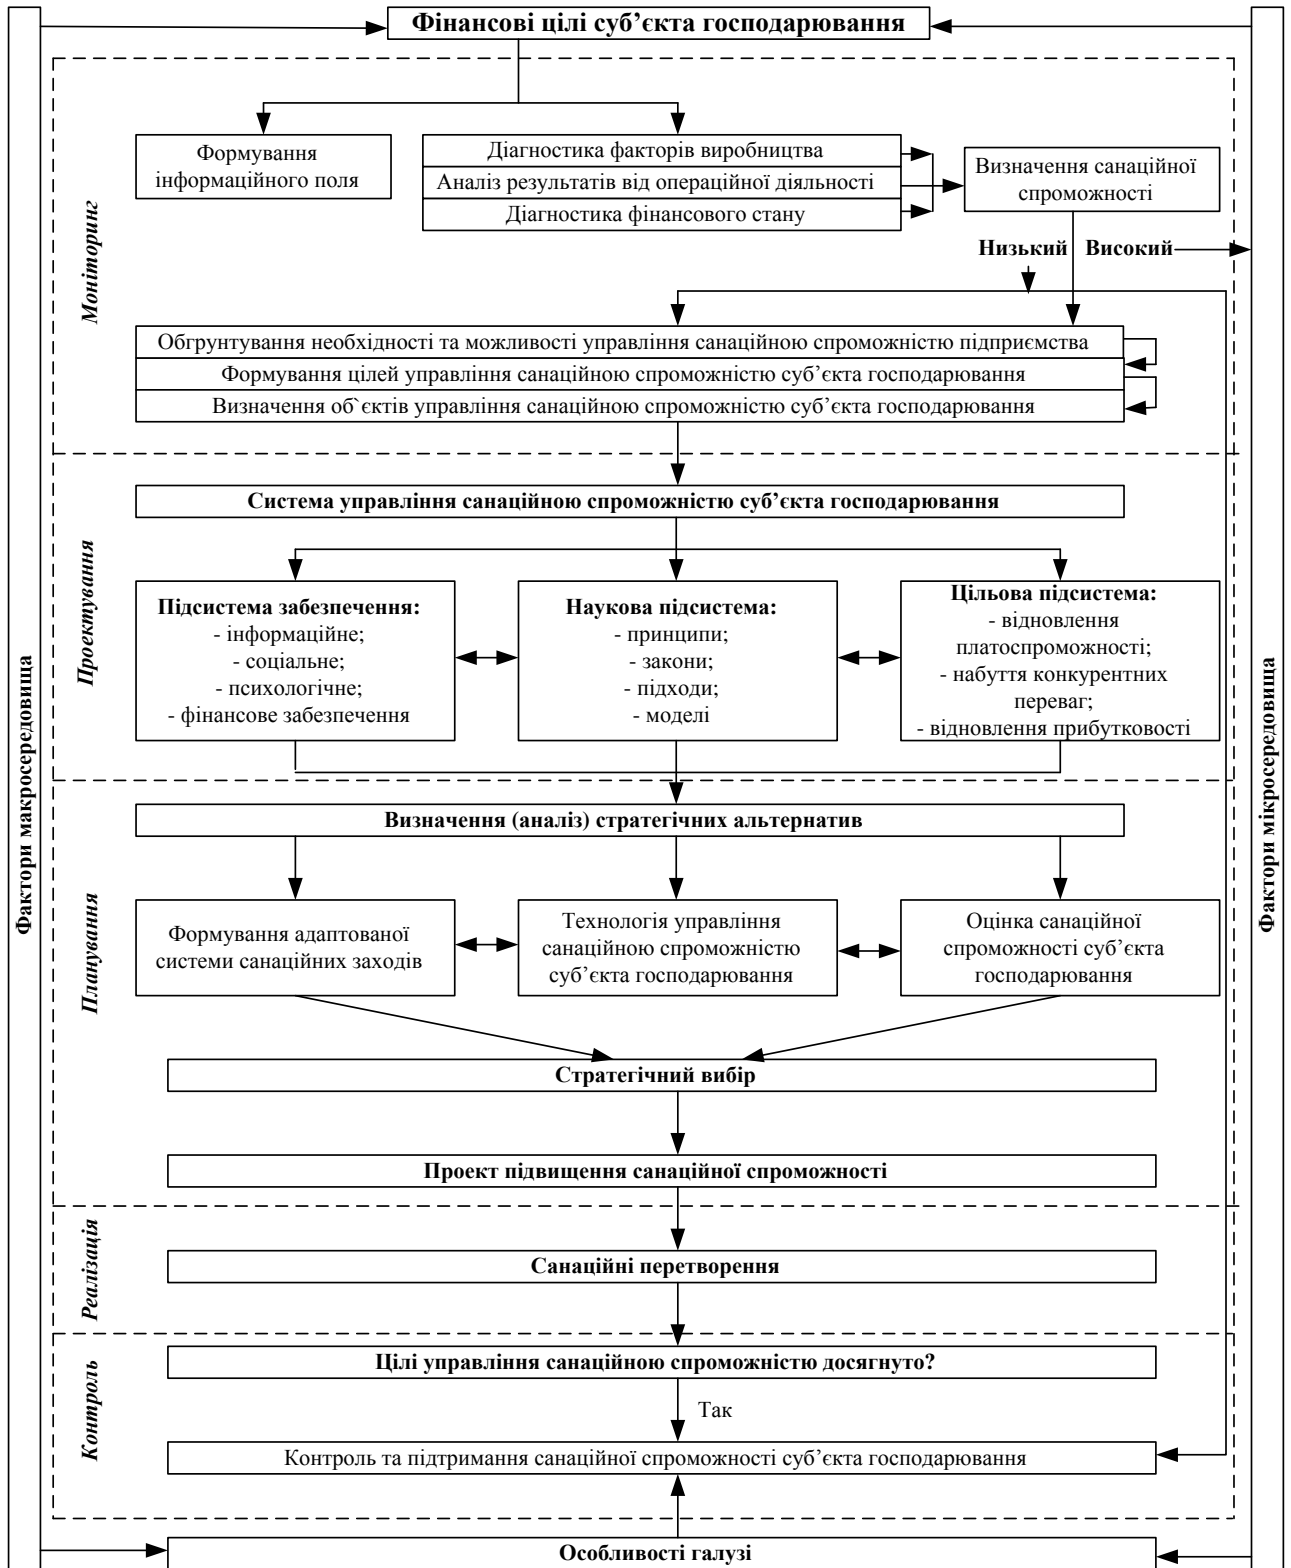 Фінансові цілі суб’єкта господарювання
Формування
інформаційного поля
Діагностика факторів виробництва
Аналіз результатів від операційної діяльності
Діагностика фінансового стану
Визначення санаційної
спроможності
Моніторинг
Низький Високий
Обгрунтування необхідності та можливості управління санаційною спроможністю підприємства
Формування цілей управління санаційною спроможністю суб’єкта господарювання
Визначення об`єктів управління санаційною спроможністю суб’єкта господарювання
Система управління санаційною спроможністю суб’єкта господарювання
Проектування
Підсистема забезпечення:
- інформаційне;
- соціальне;
- психологічне;
- фінансове забезпечення
Наукова підсистема:
- принципи;
- закони;
- підходи;
- моделі
Цільова підсистема:
- відновлення
платоспроможності;
- набуття конкурентних
переваг;
- відновлення прибутковості
Фактори макросередовища
Фактори мікросередовища
Визначення (аналіз) стратегічних альтернатив
Планування
Формування адаптованої
системи санаційних заходів
Технологія управління
санаційною спроможністю
суб’єкта господарювання
Оцінка санаційної
спроможності суб’єкта
господарювання
Стратегічний вибір
Проект підвищення санаційної спроможності
Реалізація
Санаційні перетворення
Контроль
Цілі управління санаційною спроможністю досягнуто?
Так
Контроль та підтримання санаційної спроможності суб’єкта господарювання
Особливості галузі